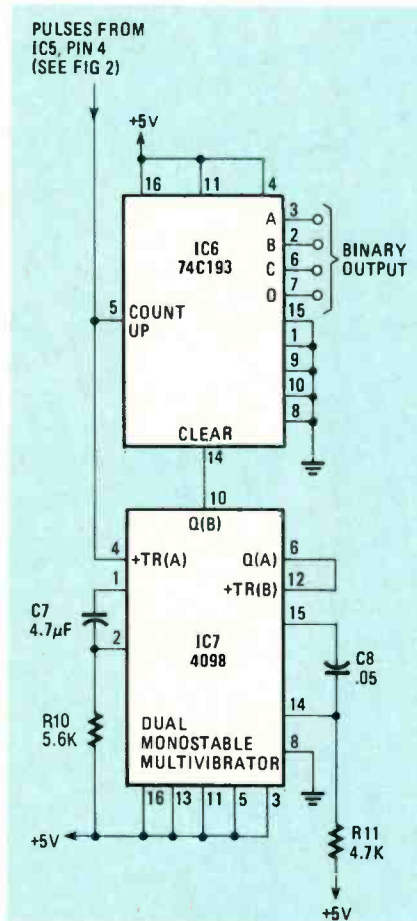 PULSES FROM
IC5, PIN 4
(SEE FIG 2)
+5V
16
11
4
A
3
B
2
C
6
D
7
BINARY
OUTPUT
IC6
74C193
5
COUNT
UP
15
1
9
10
8
CLEAR
14
10
Q(B)
4
+TR(A)
Q(A)
6
+TR(B)
12
1
C7
4.7µF
2
IC7
4098
15
C8
.05
14
R10
5.6K
DUAL
MONOSTABLE
MULTIVIBRATOR
8
16
13
11
5
3
+5V
R11
4.7K
+5V